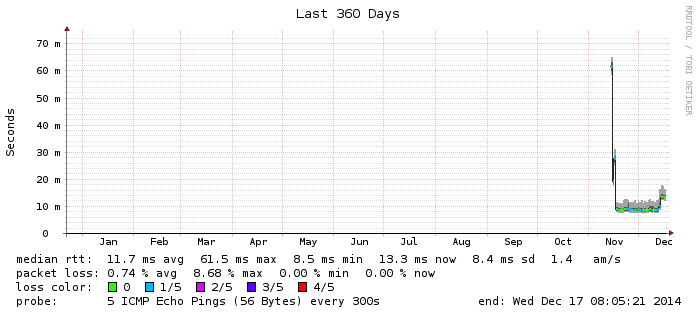 Last 360 Days
RRDTOOL / TOBI OETIKER
Seconds
70 m
60 m
50 m
40 m
30 m
20 m
10 m
0
Jan Feb Mar Apr May Jun Jul Aug Sep Oct Nov Dec
median rtt: 11.7 ms avg 61.5 ms max 8.5 ms min 13.3 ms now 8.4 ms sd 1.4 am/s
packet loss: 0.74 % avg 8.68 % max 0.00 % min 0.00 % now
loss color: 0 1/5 2/5 3/5 4/5
probe: 5 ICMP Echo Pings (56 Bytes) every 300s end: Wed Dec 17 08:05:21 2014